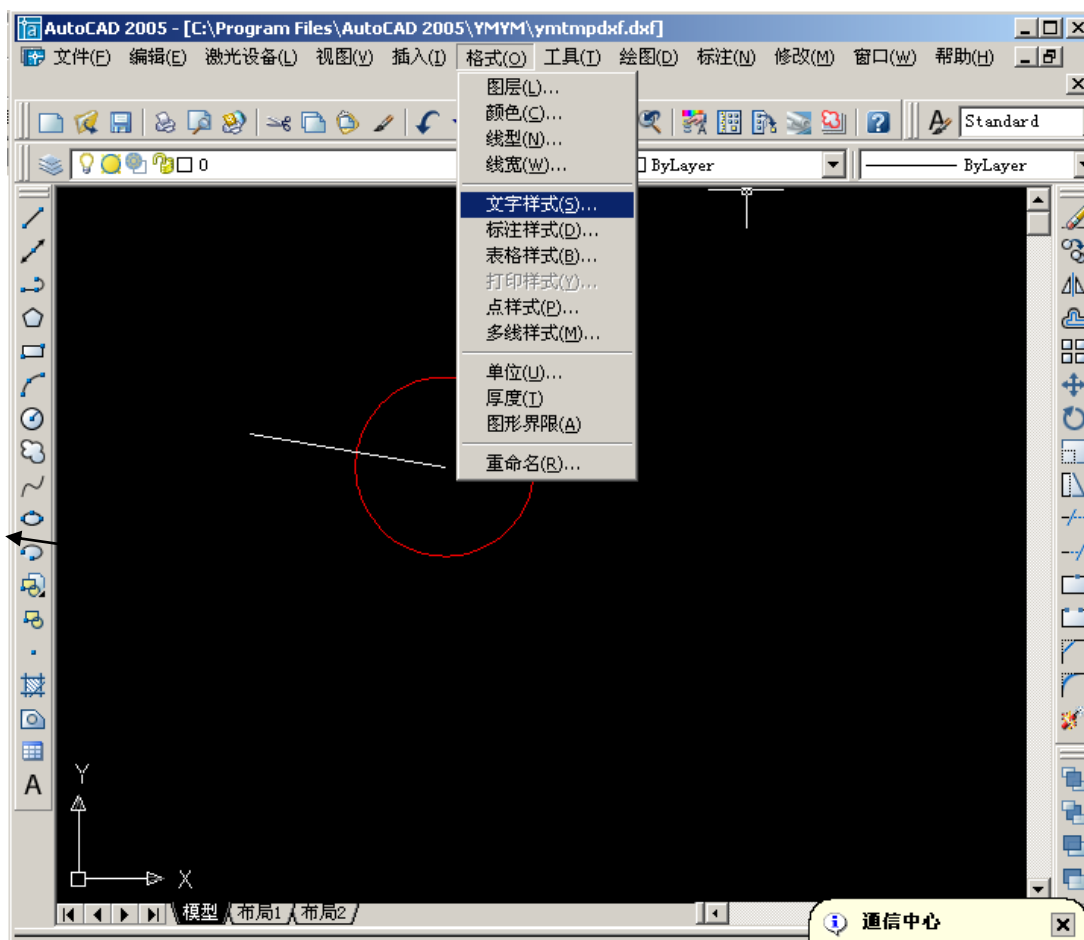 AutoCAD 2005 - [C:\Program Files\AutoCAD 2005\YMYM\ymtmpdxf.dxf]
文件(F) 编辑(E) 激光设备(L) 视图(V) 插入(I) 格式(O) 工具(T) 绘图(D) 标注(N) 修改(M) 窗口(W) 帮助(H)
图层(L)...
颜色(C)...
线型(N)...
线宽(W)...
文字样式(S)...
标注样式(D)...
表格样式(B)...
打印样式(Y)...
点样式(P)...
多线样式(M)...
单位(U)...
厚度(T)
图形界限(A)
重命名(R)...
Standard
0 ByLayer ByLayer
A
Y
X
模型 布局1 布局2
通信中心